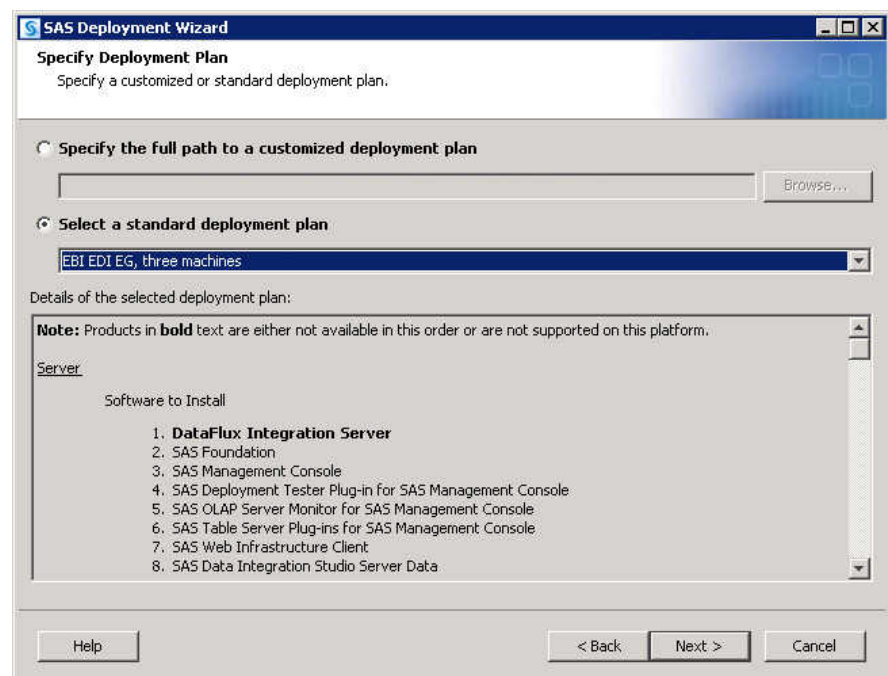 SAS Deployment Wizard
Specify Deployment Plan
Specify a customized or standard deployment plan.
Specify the full path to a customized deployment plan
Browse...
Select a standard deployment plan
EBI EDI EG, three machines
Details of the selected deployment plan:
Note: Products in bold text are either not available in this order or are not supported on this platform.
Server
Software to Install
1. DataFlux Integration Server
2. SAS Foundation
3. SAS Management Console
4. SAS Deployment Tester Plug-in for SAS Management Console
5. SAS OLAP Server Monitor for SAS Management Console
6. SAS Table Server Plug-ins for SAS Management Console
7. SAS Web Infrastructure Client
8. SAS Data Integration Studio Server Data
Help
< Back
Next >
Cancel